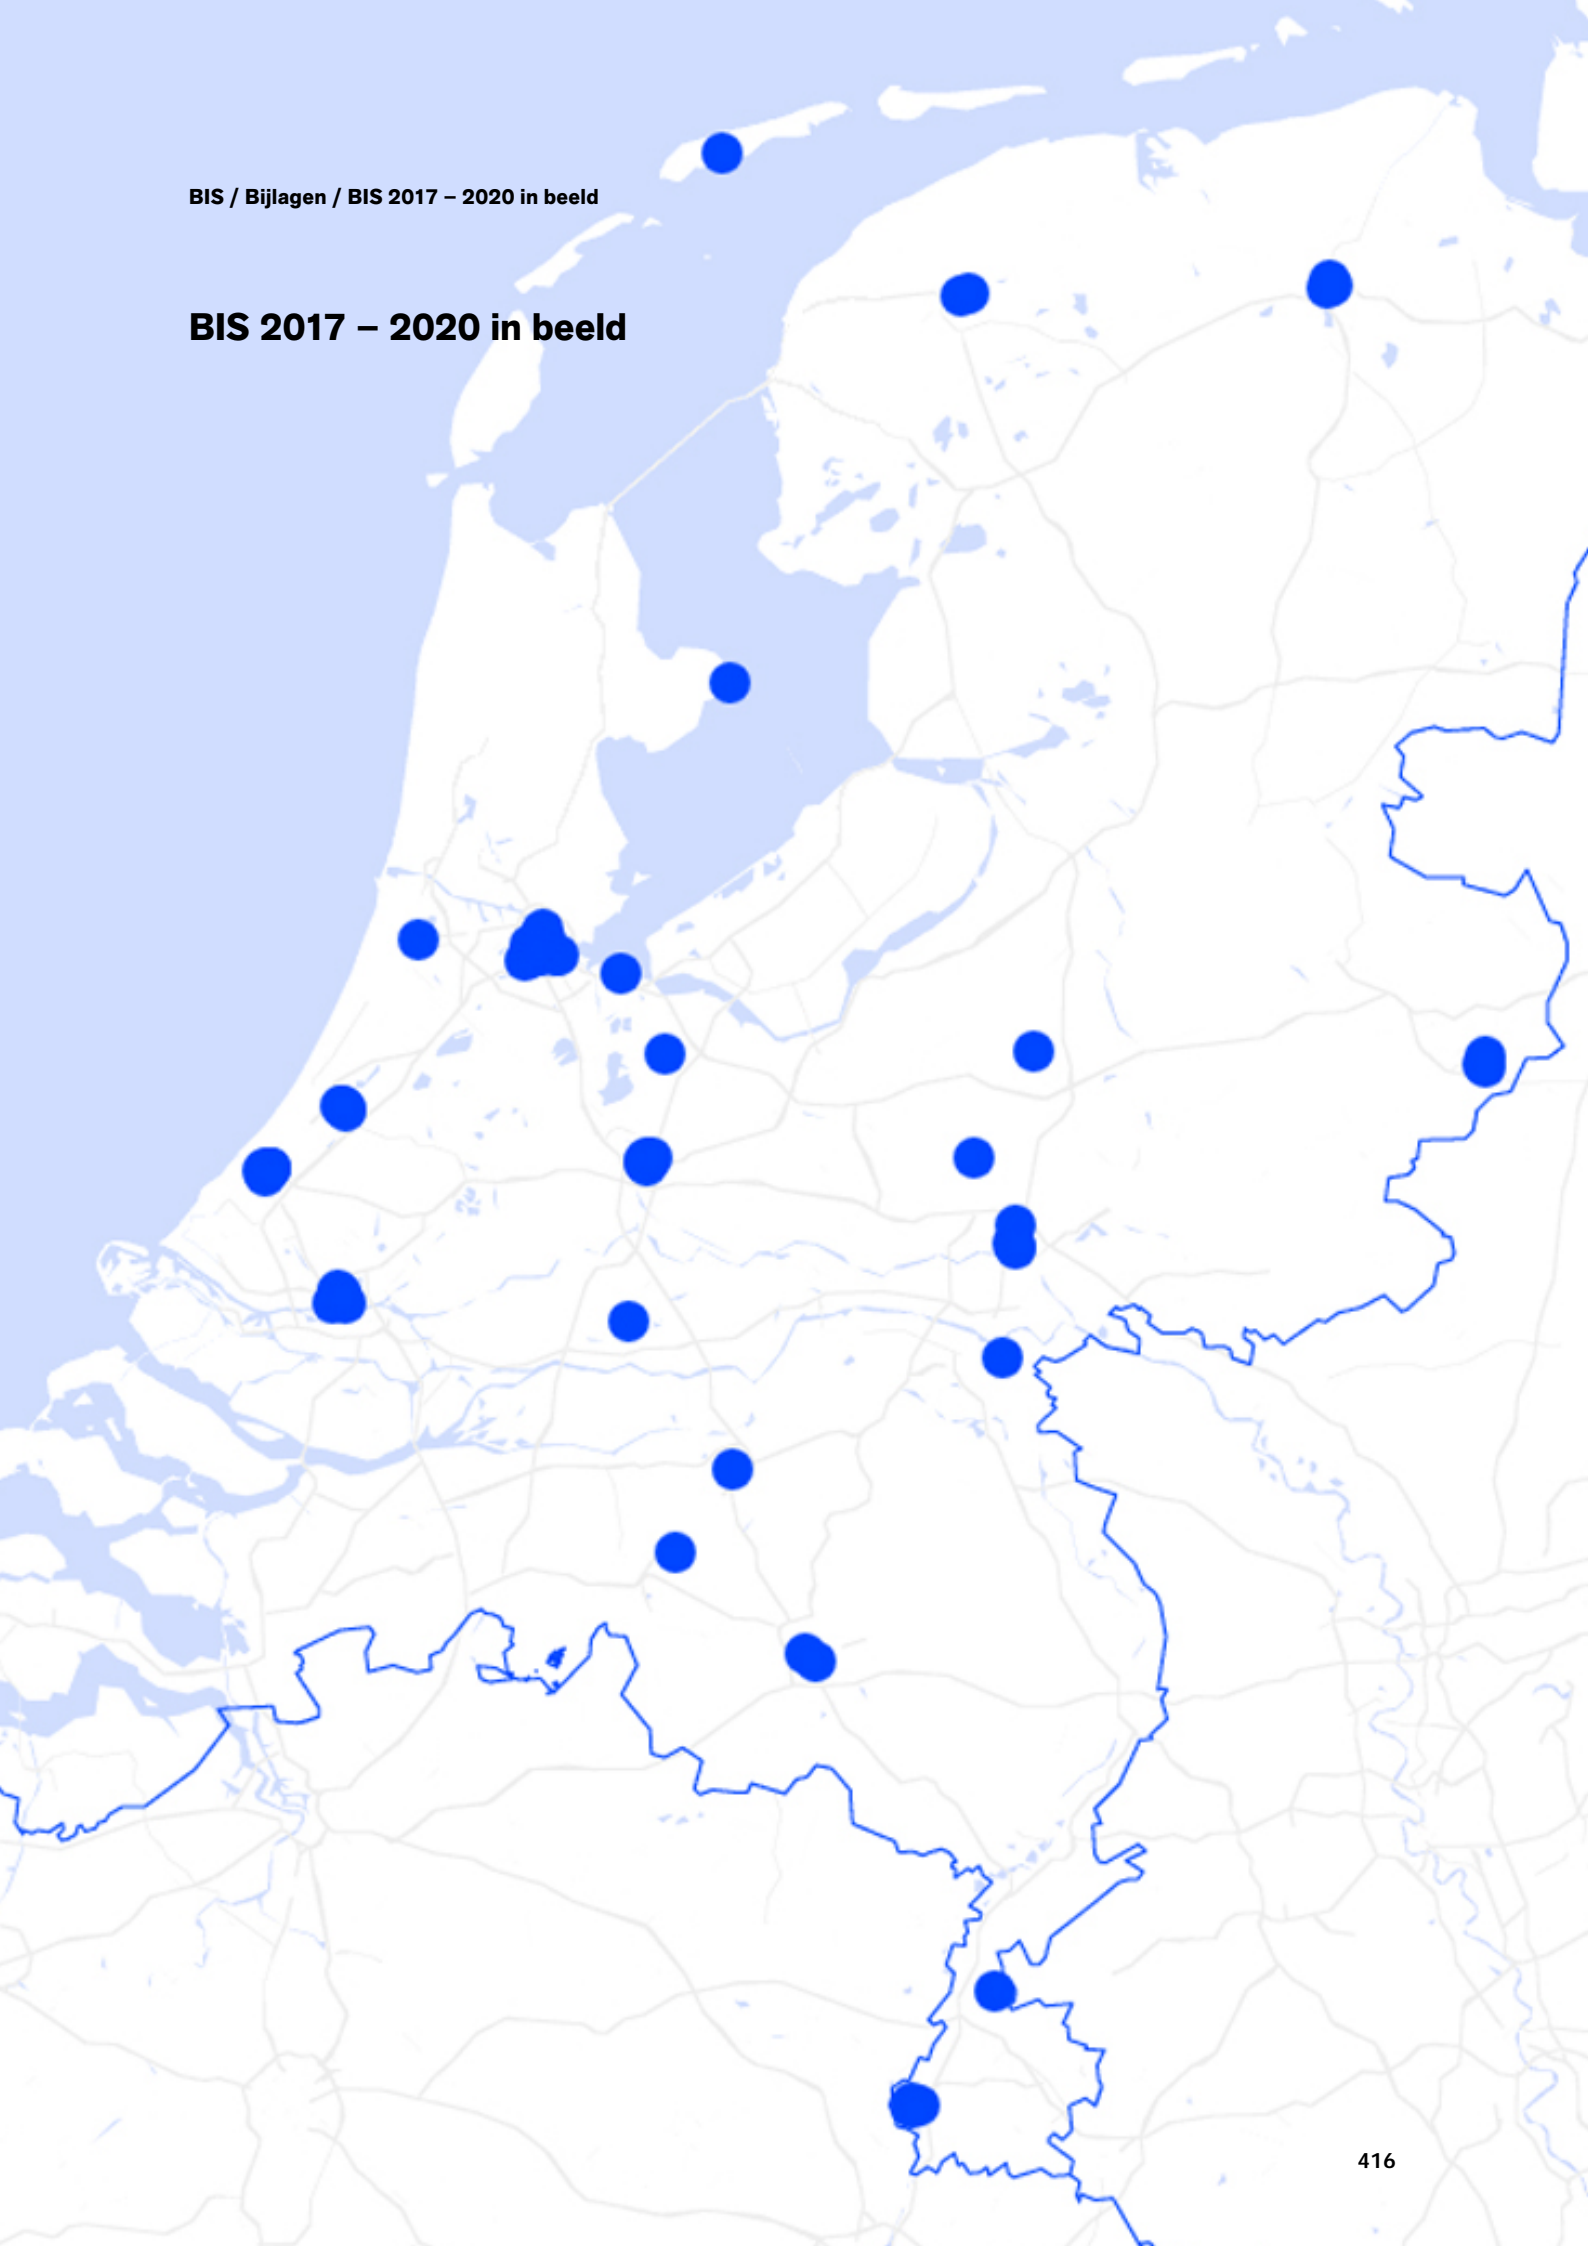 BIS / Bijlagen / BIS 2017 – 2020 in beeld
BIS 2017 – 2020 in beeld
416